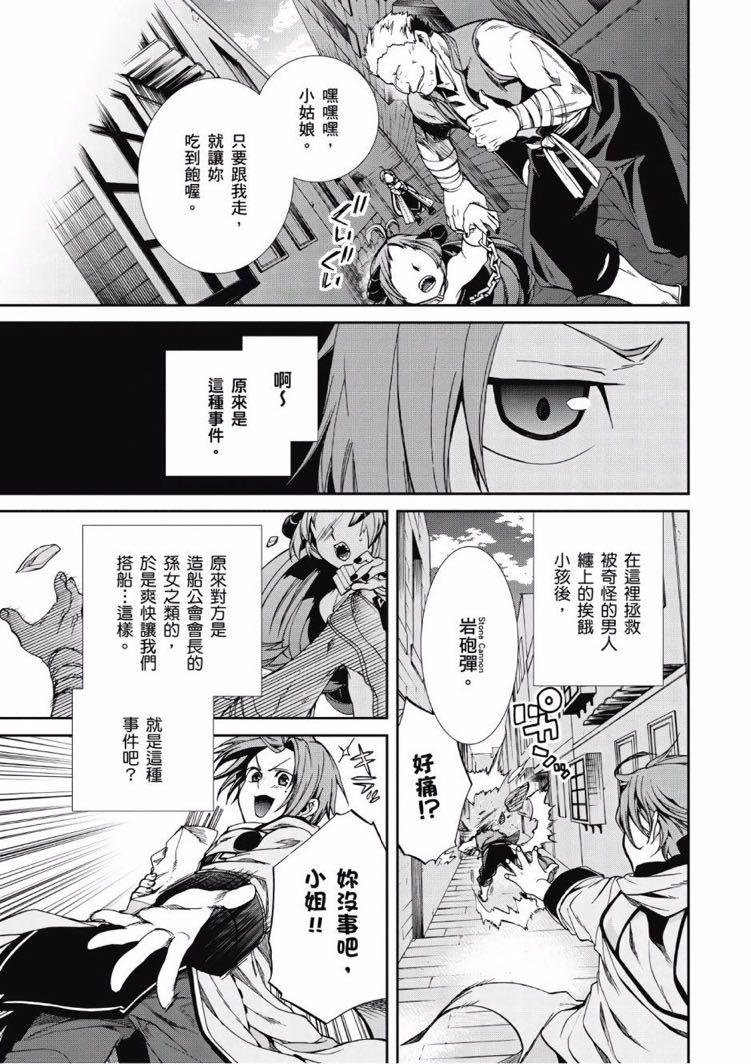 嘿嘿嘿，
小姑娘。
只要跟我走，
就讓妳
吃到飽喔。
ぐいぐい
啊～
原來是
這種事件。
在這裡拯救
被奇怪的男人
纏上的挨餓
小孩後，
Stone Cannon
岩砲彈。
好痛!?
原來對方是
造船公會會長的
孫女之類的，
於是爽快讓我們
搭船…這樣。
就是這種
事件吧？
妳沒事吧，
小姐!!